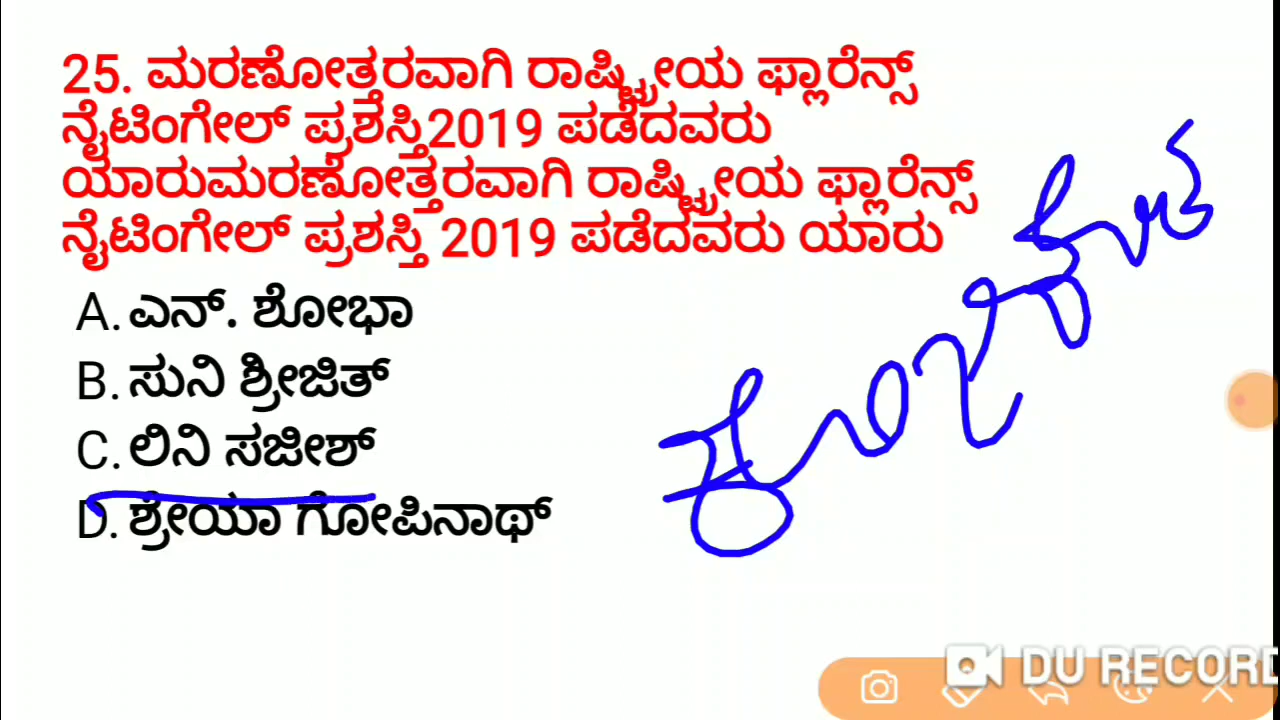 25. ಮರಣೋತ್ತರವಾಗಿ ರಾಷ್ಟ್ರೀಯ ಫ್ಲಾರೆನ್ಸ್
ನೈಟಿಂಗೇಲ್ ಪ್ರಶಸ್ತಿ2019 ಪಡೆದವರು
ಯಾರುಮರಣೋತ್ತರವಾಗಿ ರಾಷ್ಟ್ರೀಯ ಫ್ಲಾರೆನ್ಸ್
ನೈಟಿಂಗೇಲ್ ಪ್ರಶಸ್ತಿ 2019 ಪಡೆದವರು ಯಾರು
A. ಎನ್. ಶೋಭಾ
B. ಸುನಿ ಶ್ರೀಜಿತ್
C. ಲಿನಿ ಸಜೀಶ್
D. ಶ್ರೇಯಾ ಗೋಪಿನಾಥ್
DU RECORD